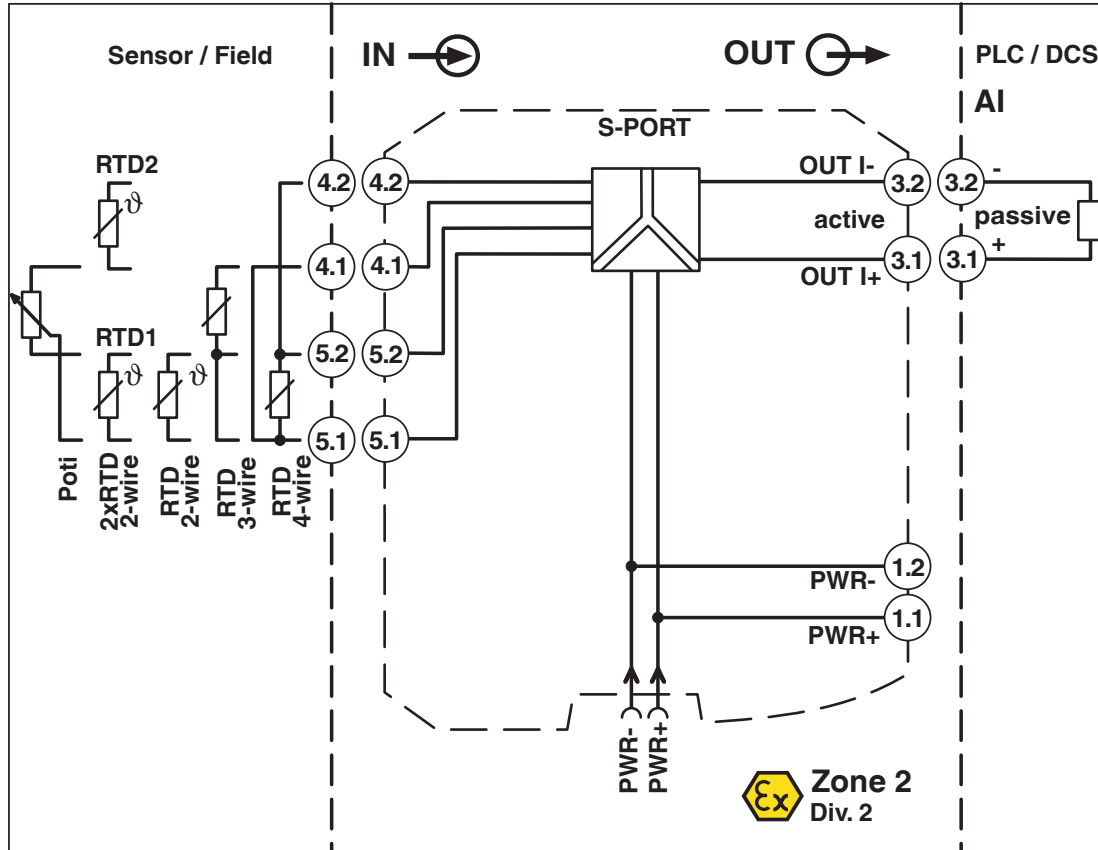 Sensor / Field
IN
OUT
PLC / DCS
AI
S-PORT
RTD2
ϑ
4.2
4.2
OUT I-
3.2
3.2
-
active
passive
4.1
4.1
OUT I+
3.1
3.1
+
RTD1
ϑ
ϑ
5.2
5.2
5.1
5.1
Poti
2xRTD
2-wire
RTD
2-wire
RTD
3-wire
RTD
4-wire
PWR-
1.2
PWR+
1.1
PWR-
PWR+
Ex
Zone 2
Div. 2